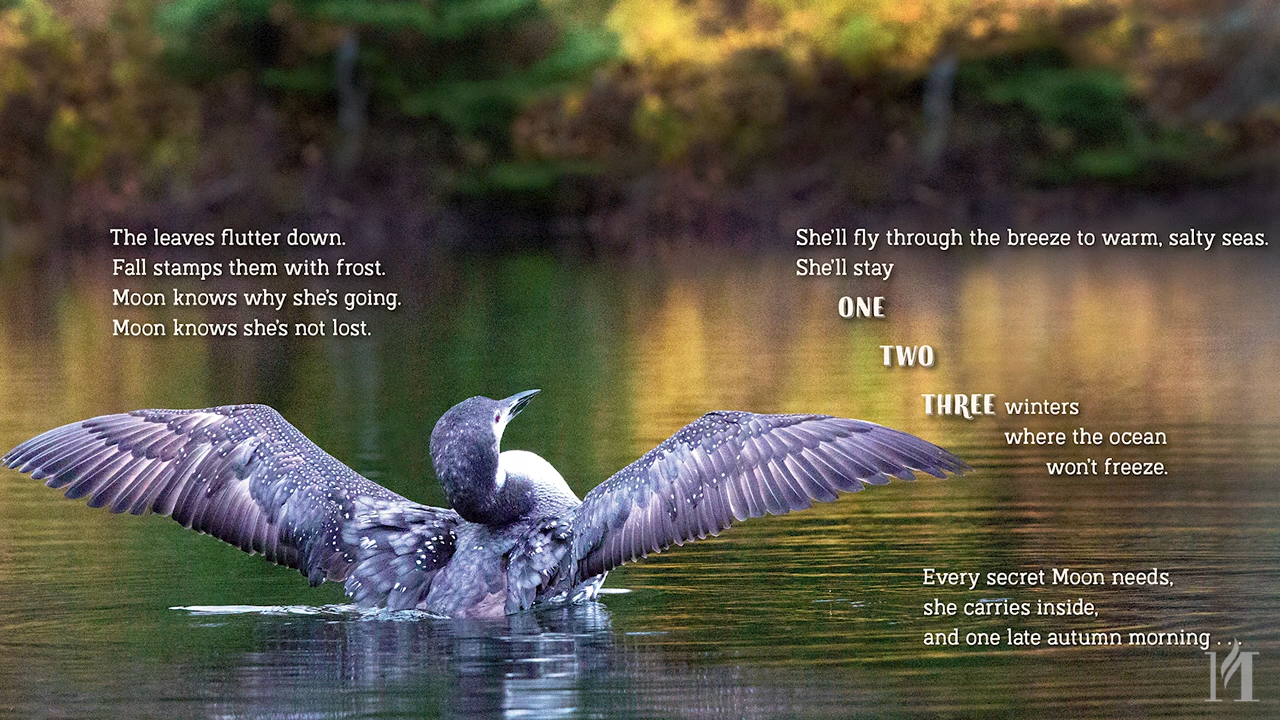 The leaves flutter down.
Fall stamps them with frost.
Moon knows why she's going.
Moon knows she's not lost.
She'll fly through the breeze to warm, salty seas.
She'll stay
ONE
TWO
THREE winters
where the ocean
won't freeze.
Every secret Moon needs,
she carries inside,
and one late autumn morning . . .
M